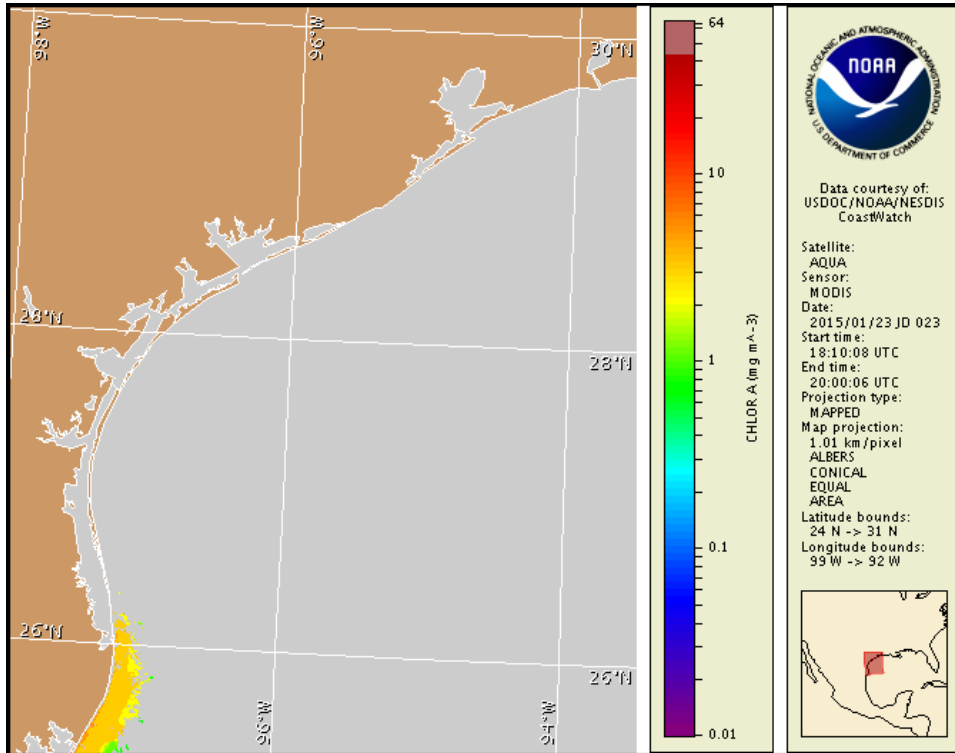 98°W
96°W
30°N
28°N
28°N
26°N
26°N
96°W
94°W
64
10
1
0.1
0.01
CHLOR A (mg m^-3)
NATIONAL OCEANIC AND ATMOSPHERIC ADMINISTRATION
NOAA
U.S. DEPARTMENT OF COMMERCE
Data courtesy of:
USDOC/NOAA/NESDIS
CoastWatch
Satellite:
AQUA
Sensor:
MODIS
Date:
2015/01/23 JD 023
Start time:
18:10:08 UTC
End time:
20:00:06 UTC
Projection type:
MAPPED
Map projection:
1.01 km/pixel
ALBERS
CONICAL
EQUAL
AREA
Latitude bounds:
24 N -> 31 N
Longitude bounds:
99 W -> 92 W